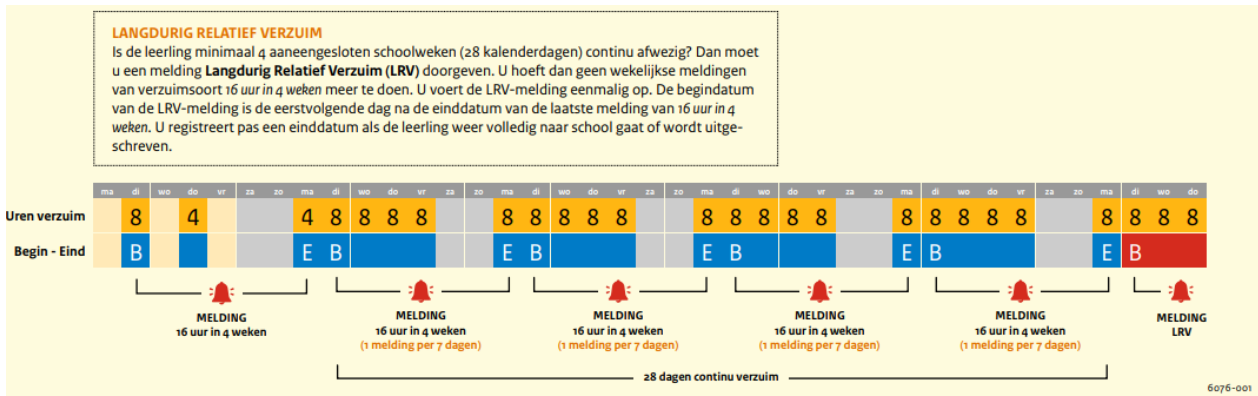 LANGDURIG RELATIEF VERZUIM
Is de leerling minimaal 4 aaneengesloten schoolweken (28 kalenderdagen) continu afwezig? Dan moet
u een melding Langdurig Relatief Verzuim (LRV) doorgeven. U hoeft dan geen wekelijkse meldingen
van verzuimsoort 16 uur in 4 weken meer te doen. U voert de LRV-melding eenmalig op. De begindatum
van de LRV-melding is de eerstvolgende dag na de einddatum van de laatste melding van 16 uur in 4
weken. U registreert pas een einddatum als de leerling weer volledig naar school gaat of wordt uitge-
schreven.
ma di wo do vr za zo ma di wo do vr za zo ma di wo do vr za zo ma di wo do vr za zo ma di wo do vr za zo ma di wo do
Uren verzuim 8 4 4 8 8 8 8 8 8 8 8 8 8 8 8 8 8 8 8 8 8 8 8 8 8 8
Begin - Eind B E B E B E B E B E B
MELDING MELDING MELDING MELDING MELDING MELDING
16 uur in 4 weken 16 uur in 4 weken 16 uur in 4 weken 16 uur in 4 weken 16 uur in 4 weken LRV
(1 melding per 7 dagen) (1 melding per 7 dagen) (1 melding per 7 dagen) (1 melding per 7 dagen)
28 dagen continu verzuim
6076-001